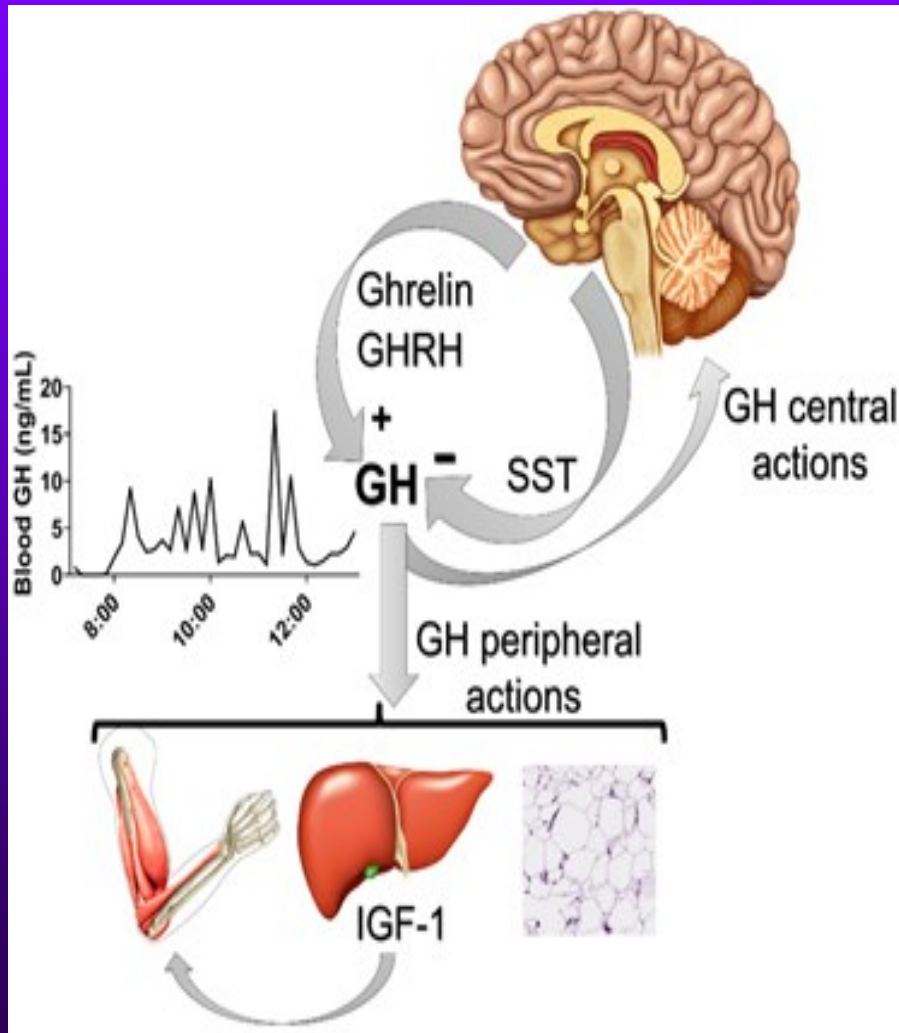 Ghrelin
GHRH
+
GH
-
SST
GH central
actions
Blood GH (ng/mL)
20
15
10
5
0
8:00
10:00
12:00
GH peripheral
actions
IGF-1